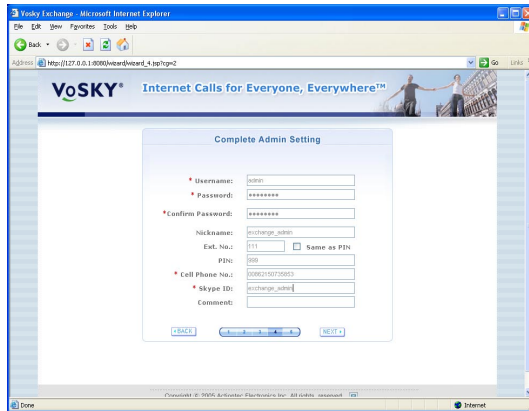 Vosky Exchange - Microsoft Internet Explorer
File Edit View Favorites Tools Help
Back
Address http://127.0.0.1:8080/wizard/wizard_4.jsp?cg=2 Go Links
VoSKY® Internet Calls for Everyone, Everywhere™
Complete Admin Setting
* Username: admin
* Password: ●●●●●●●●
*Confirm Password: ●●●●●●●●
Nickname: exchange_admin
Ext. No.: 111 Same as PIN
PIN: 999
* Cell Phone No.: 00862150735853
* Skype ID: exchange_admin
Comment:
BACK 1 2 3 4 5 NEXT
Copyright © 2005 Actiontec Electronics Inc. All rights reserved.
Done Internet